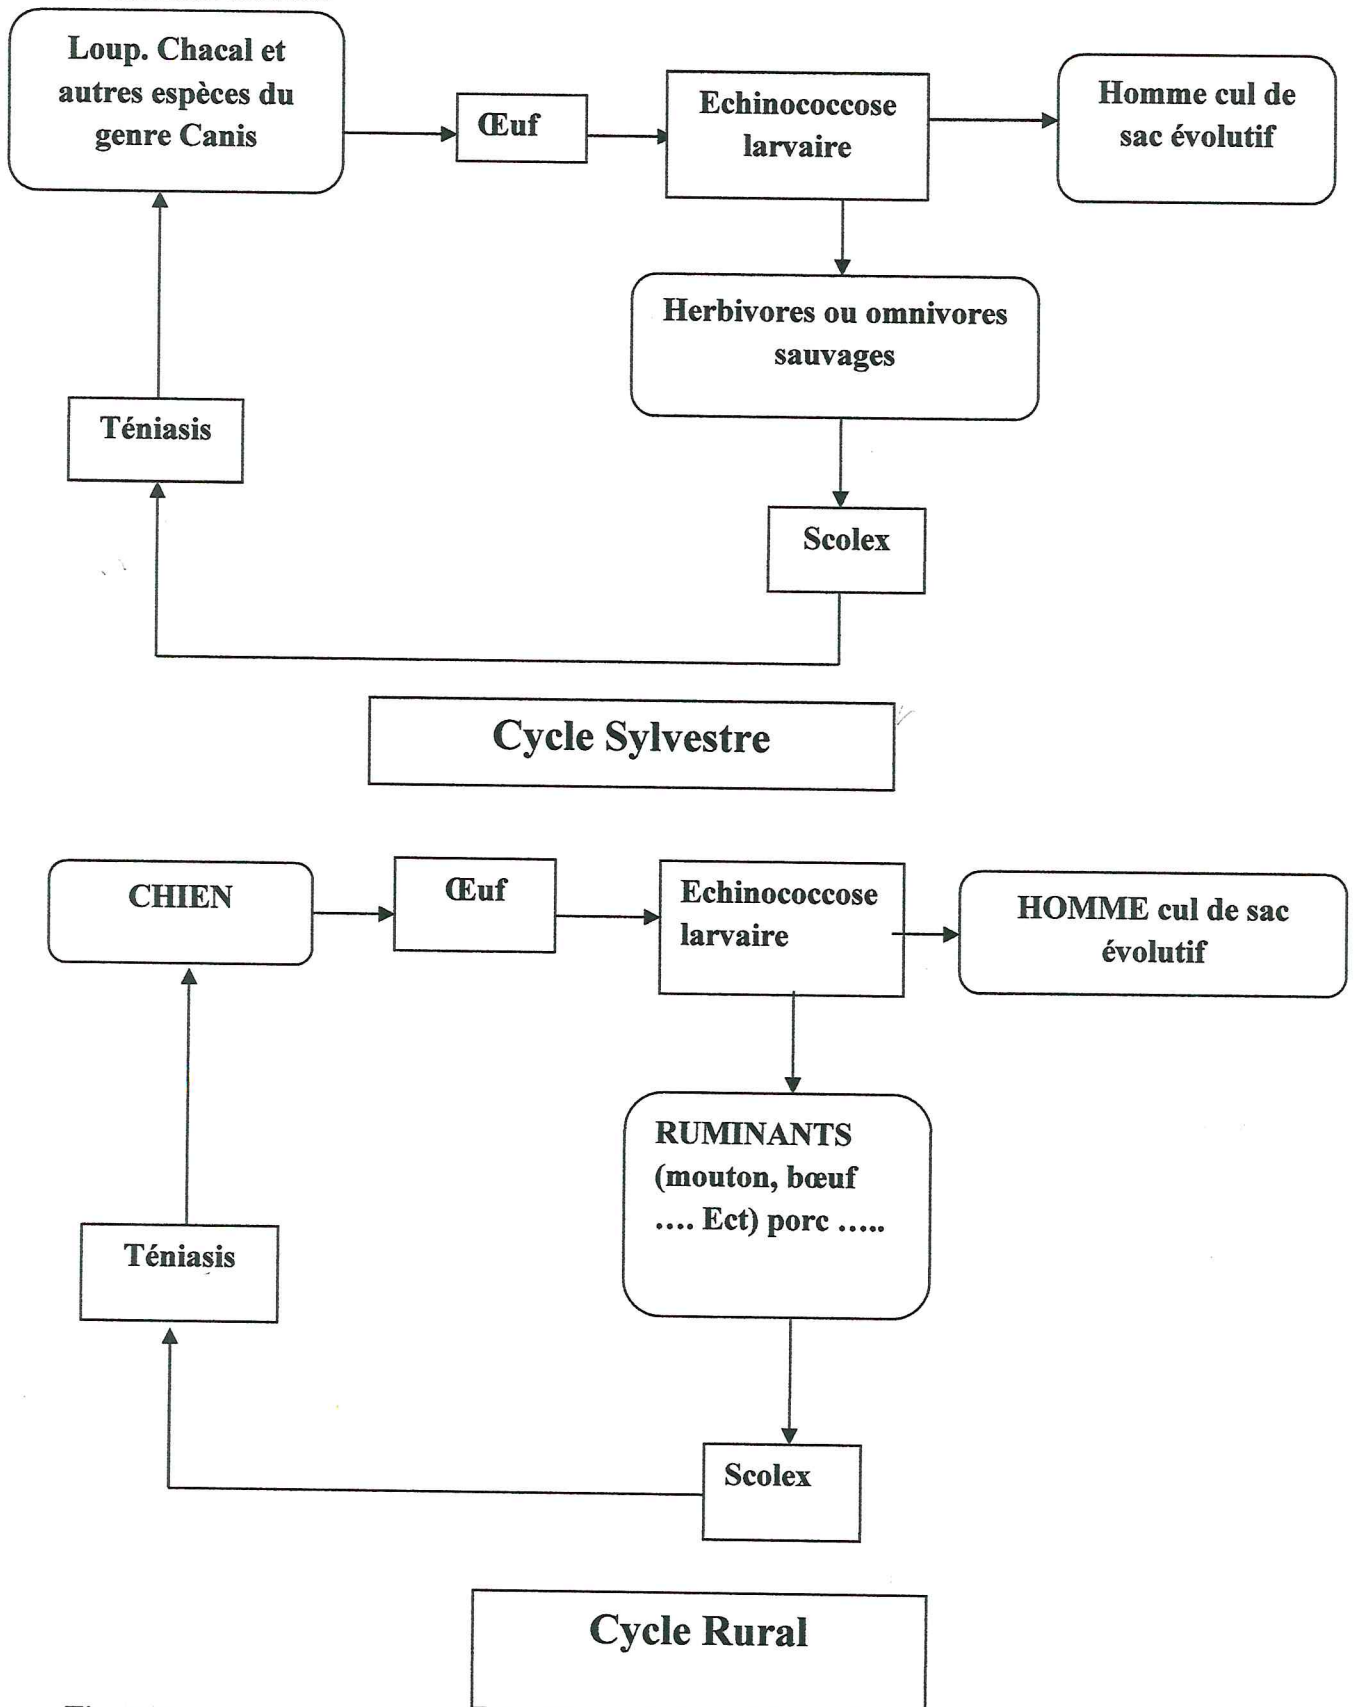 Loup. Chacal et
autres espèces du
genre Canis
Œuf
Echinococcose
larvaire
Homme cul de
sac évolutif
Herbivores ou omnivores
sauvages
Téniasis
Scolex
Cycle Sylvestre
CHIEN
Œuf
Echinococcose
larvaire
HOMME cul de sac
évolutif
RUMINANTS
(mouton, bœuf
.... Ect) porc .....
Téniasis
Scolex
Cycle Rural